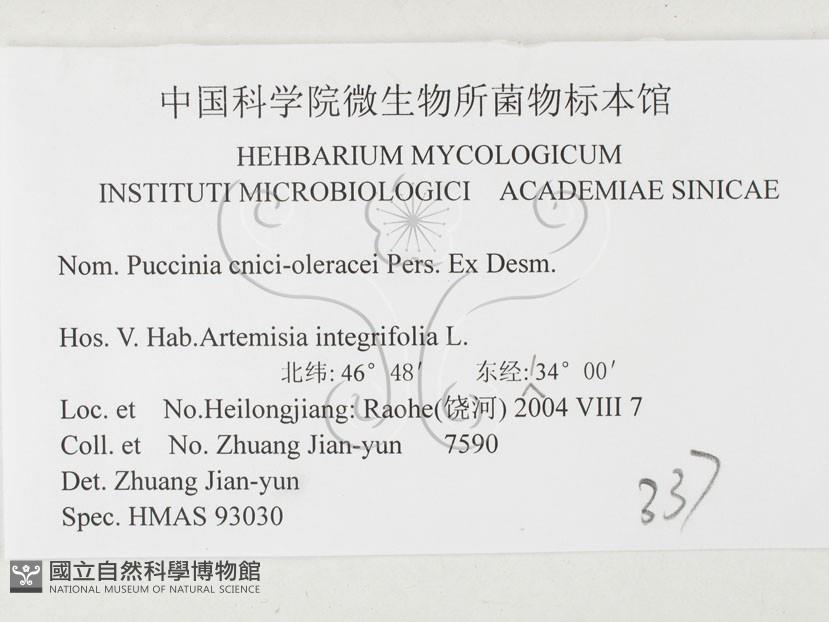 中国科学院微生物所菌物标本馆
HEHBARIUM MYCOLOGICUM
INSTITUTI MICROBIOLOGICI ACADEMIAE SINICAE
Nom. Puccinia cnici-oleracei Pers. Ex Desm.
Hos. V. Hab.Artemisia integrifolia L.
北纬: 46° 48′ 东经:134° 00′
Loc. et No.Heilongjiang: Raohe(饶河) 2004 VIII 7
Coll. et No. Zhuang Jian-yun 7590
Det. Zhuang Jian-yun
Spec. HMAS 93030
337
國立自然科學博物館
NATIONAL MUSEUM OF NATURAL SCIENCE